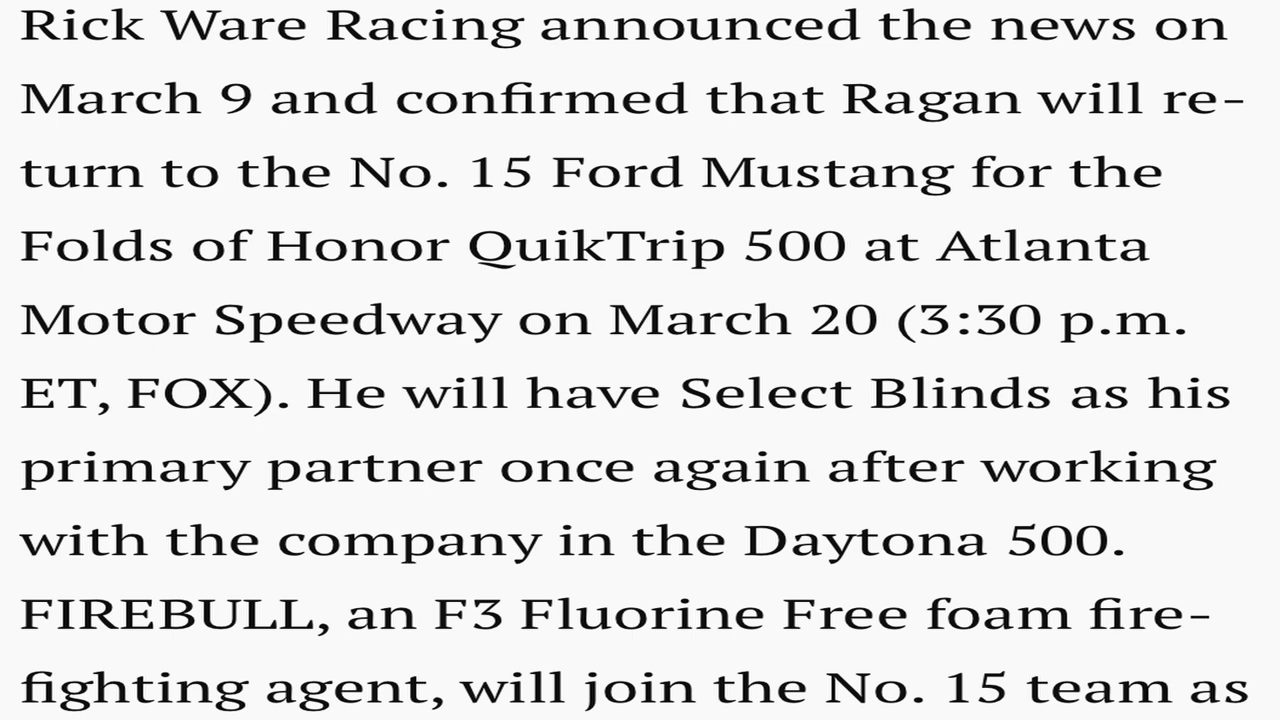 Rick Ware Racing announced the news on
March 9 and confirmed that Ragan will re-
turn to the No. 15 Ford Mustang for the
Folds of Honor QuikTrip 500 at Atlanta
Motor Speedway on March 20 (3:30 p.m.
ET, FOX). He will have Select Blinds as his
primary partner once again after working
with the company in the Daytona 500.
FIREBULL, an F3 Fluorine Free foam fire-
fighting agent, will join the No. 15 team as